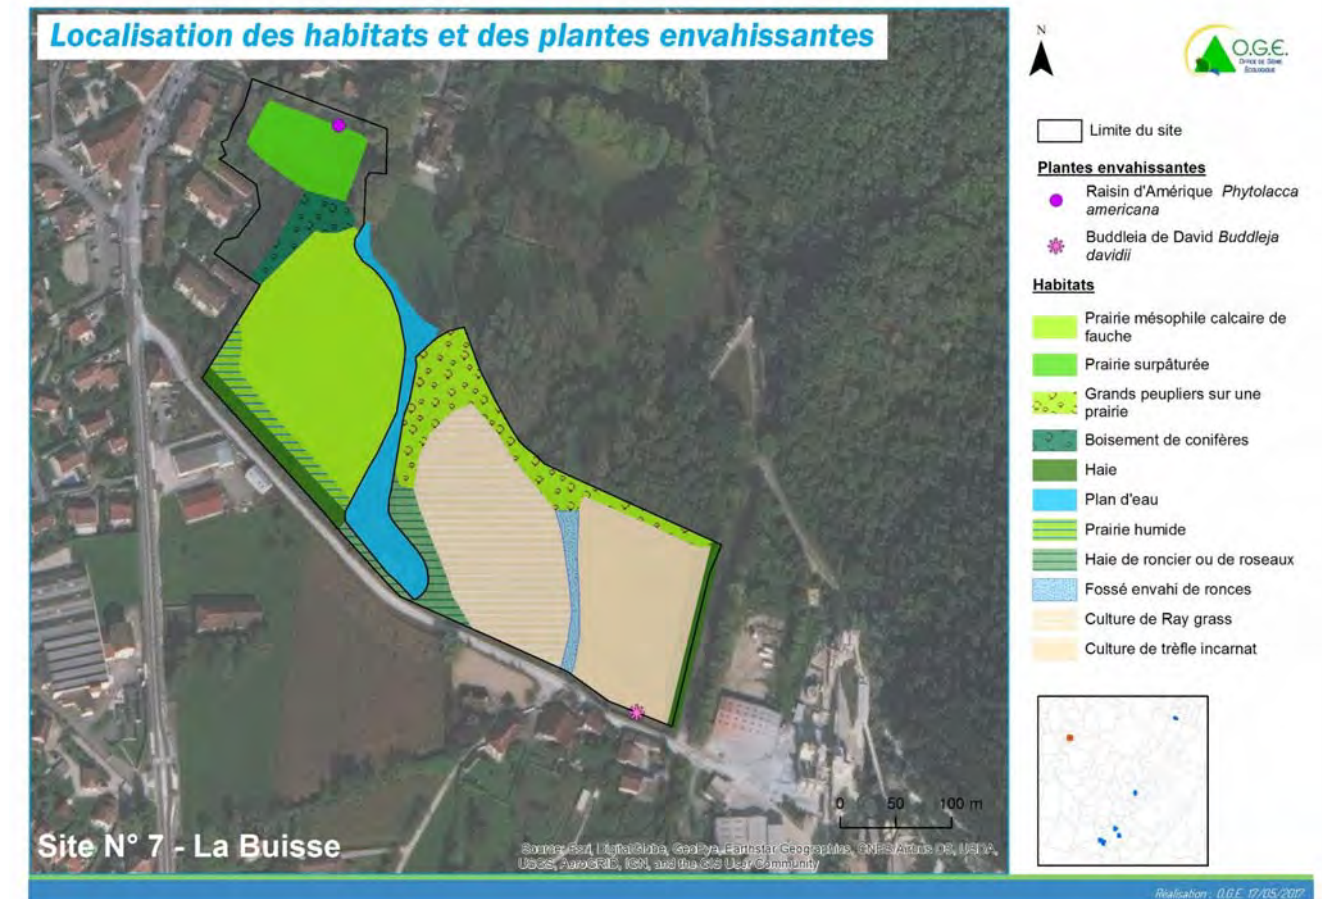 Localisation des habitats et des plantes envahissantes
N
O.G.E.
Office de Génie
Écologique
Limite du site
Plantes envahissantes
Raisin d'Amérique Phytolacca
americana
Buddleia de David Buddleja
davidii
Habitats
Prairie mésophile calcaire de
fauche
Prairie surpâturée
Grands peupliers sur une
prairie
Boisement de conifères
Haie
Plan d'eau
Prairie humide
Haie de roncier ou de roseaux
Fossé envahi de ronces
Culture de Ray grass
Culture de trèfle incarnat
0 50 100 m
Site N° 7 - La Buisse
Source: Esri, DigitalGlobe, GeoEye, Earthstar Geographics, CNES/Airbus DS, USDA,
USGS, AeroGRID, IGN, and the GIS User Community
Réalisation : O.G.E. 17/05/2017